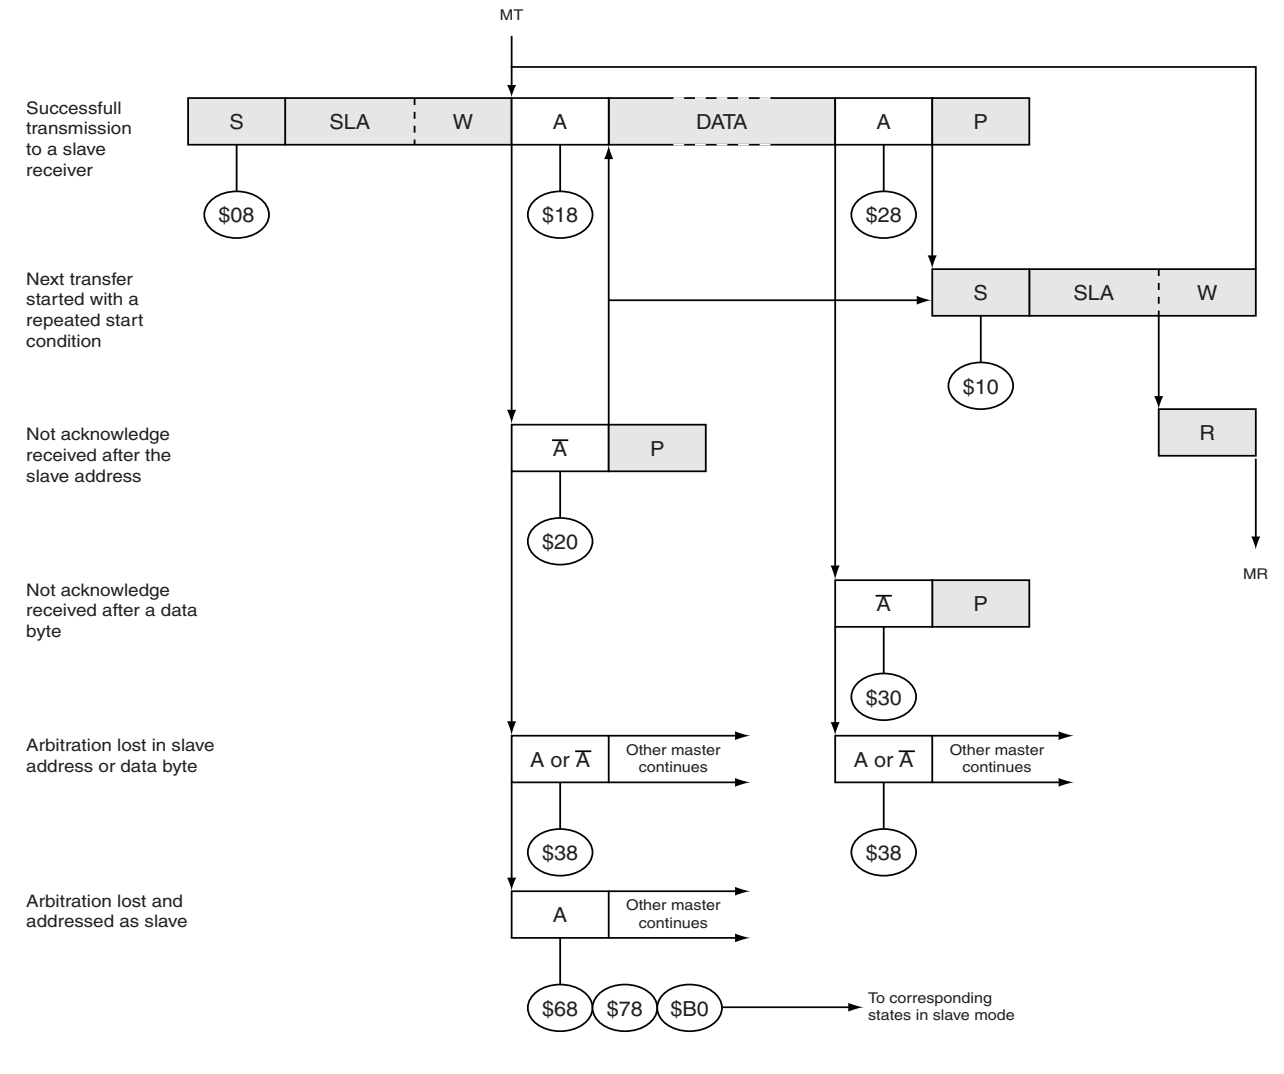 MT
Successfull
transmission
to a slave
receiver
S SLA W A DATA A P
$08 $18 $28
Next transfer
started with a
repeated start
condition
S SLA W
$10
Not acknowledge
received after the
slave address
A̅ P
R
$20
MR
Not acknowledge
received after a data
byte
A̅ P
$30
Arbitration lost in slave
address or data byte
A or A̅ Other master
continues
A or A̅ Other master
continues
$38 $38
Arbitration lost and
addressed as slave
A Other master
continues
$68 $78 $B0 To corresponding
states in slave mode